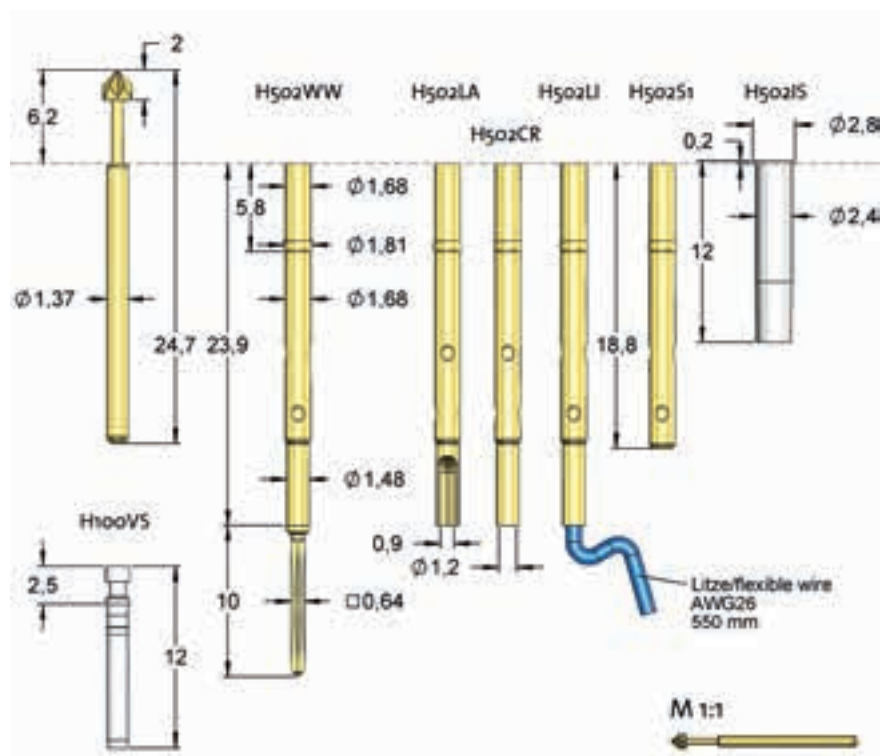 2
H502WW
H502LA
H502LI
H502S1
H502IS
H502CR
6,2
0,2
Ø2,8
Ø1,68
5,8
Ø1,81
Ø2,4
12
Ø1,37
Ø1,68
24,7
23,9
18,8
Ø1,48
H100VS
0,9
Ø1,2
2,5
10
□0,64
Litze/flexible wire
AWG26
550 mm
12
M 1:1